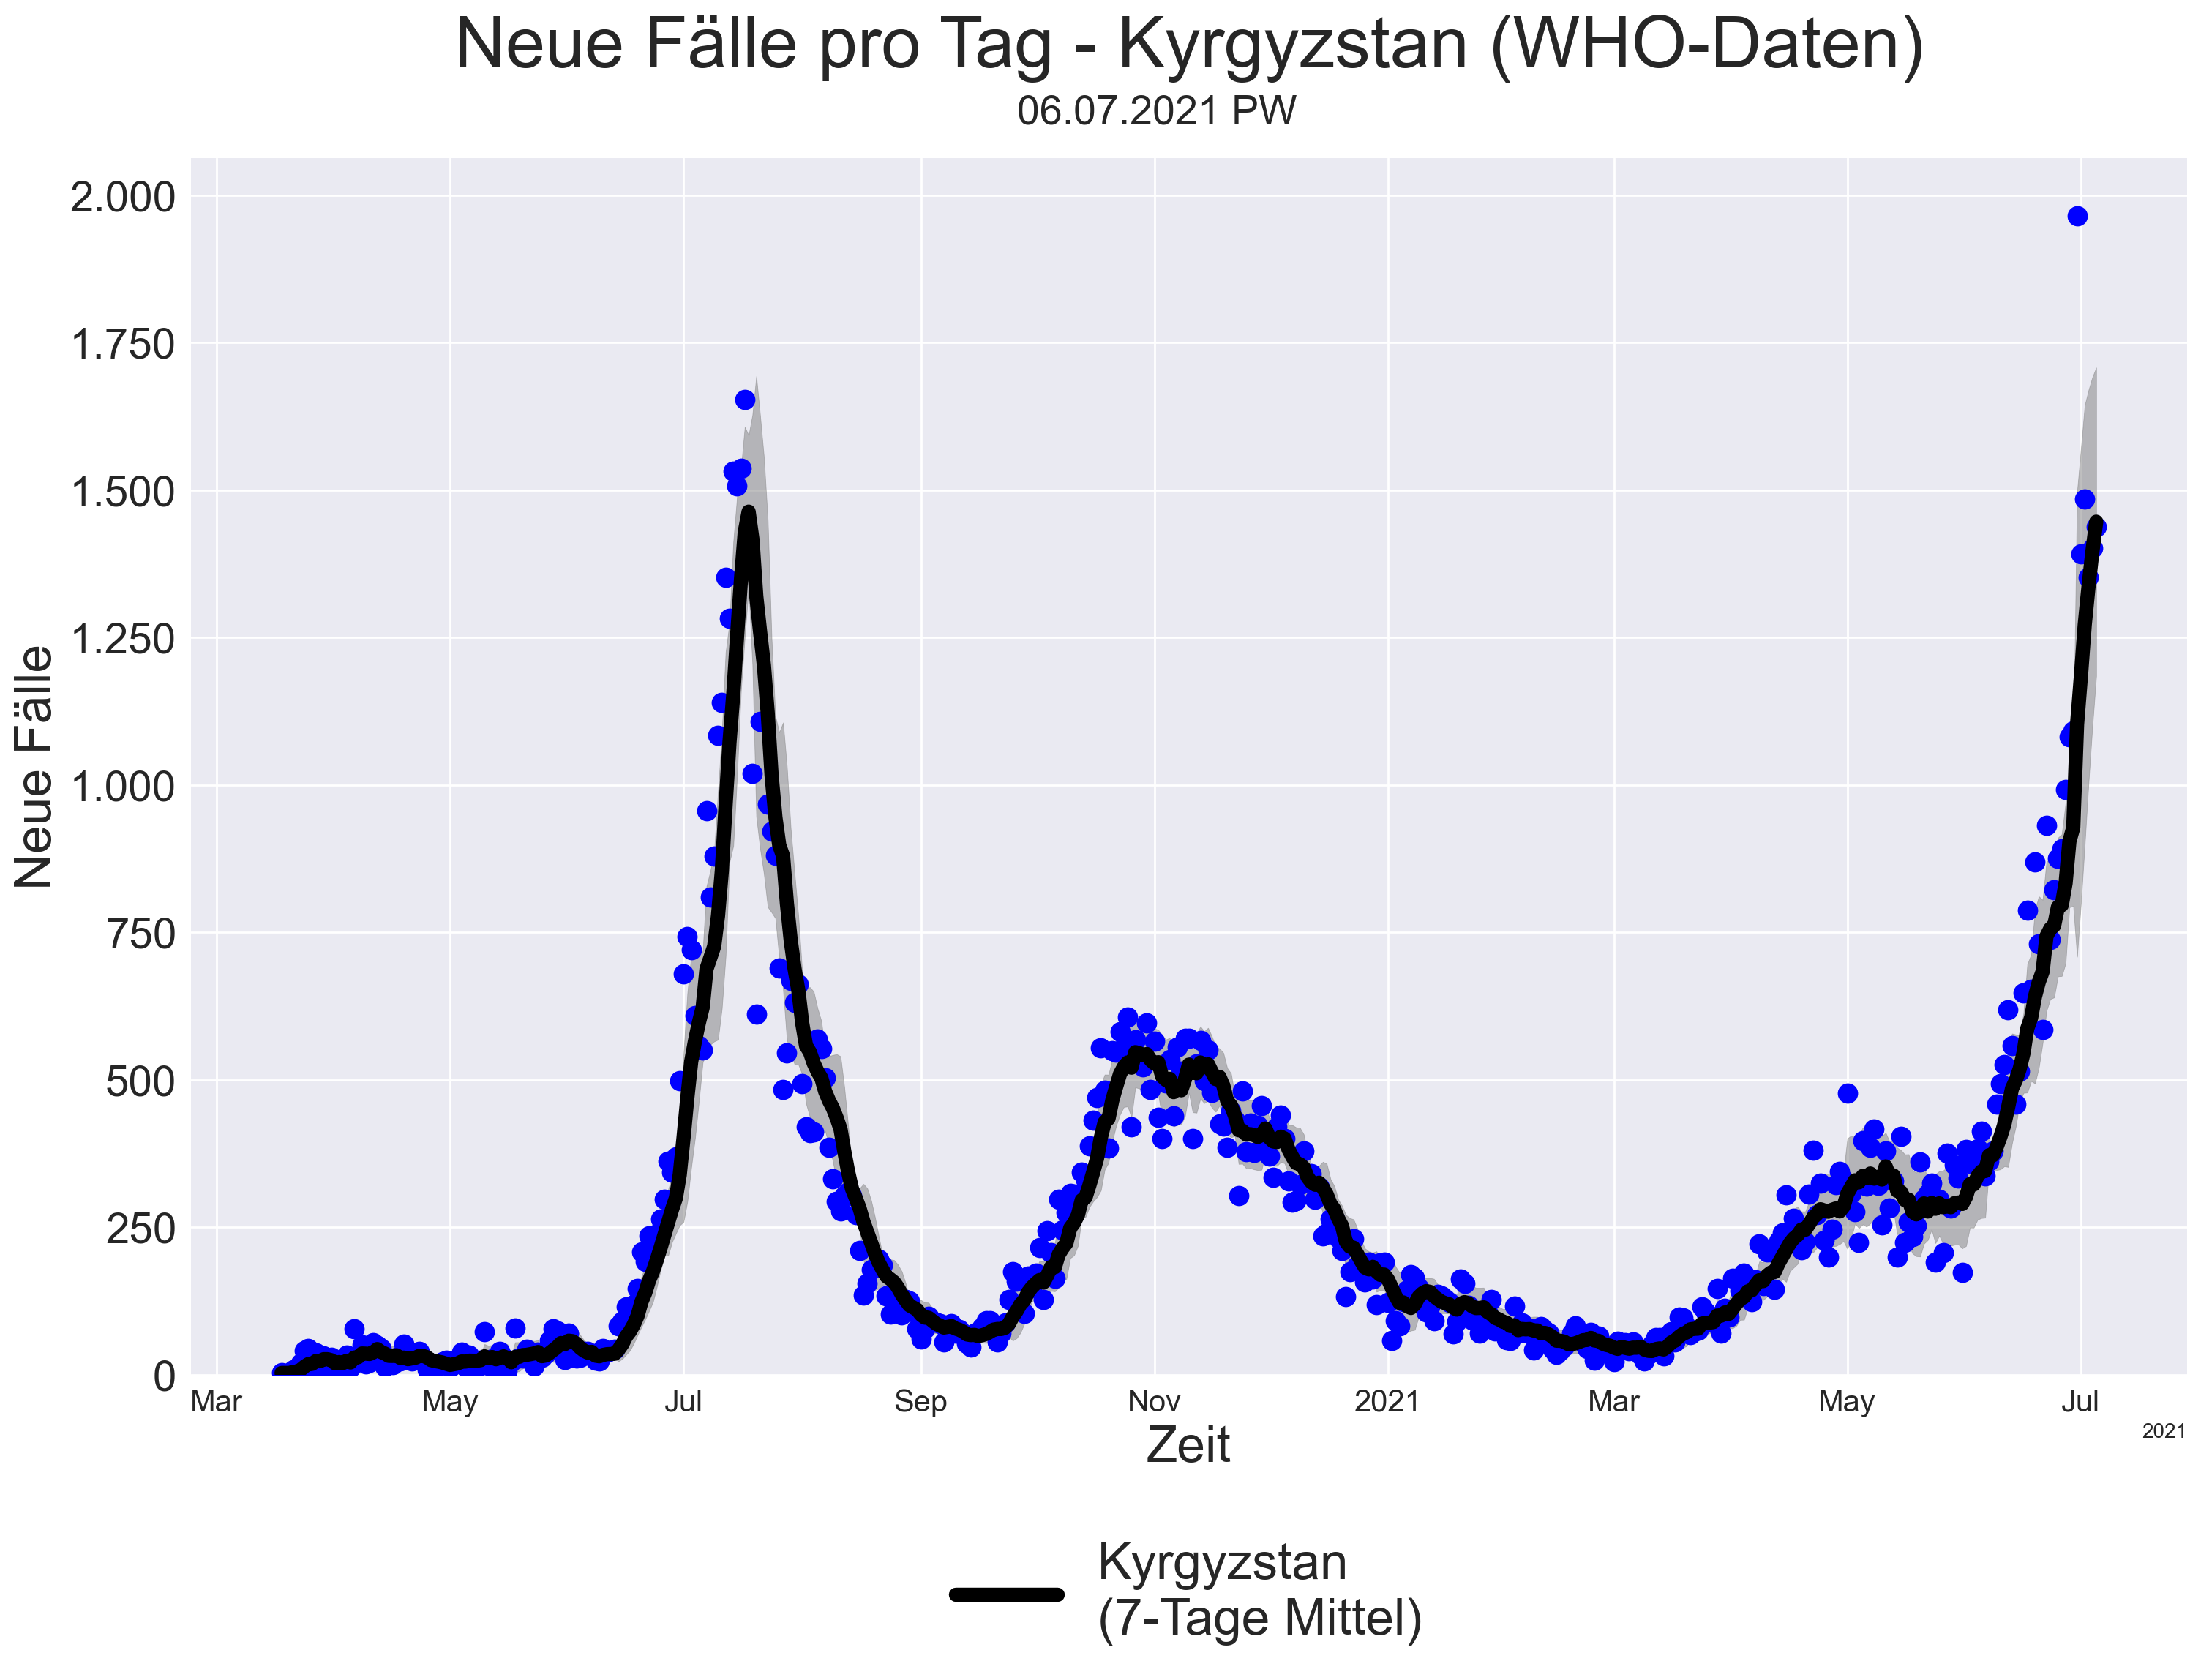 Neue Fälle pro Tag - Kyrgyzstan (WHO-Daten)
06.07.2021 PW
Neue Fälle
2.000
1.750
1.500
1.250
1.000
750
500
250
0
Mar May Jul Sep Nov 2021 Mar May Jul
2021
Zeit
Kyrgyzstan
(7-Tage Mittel)